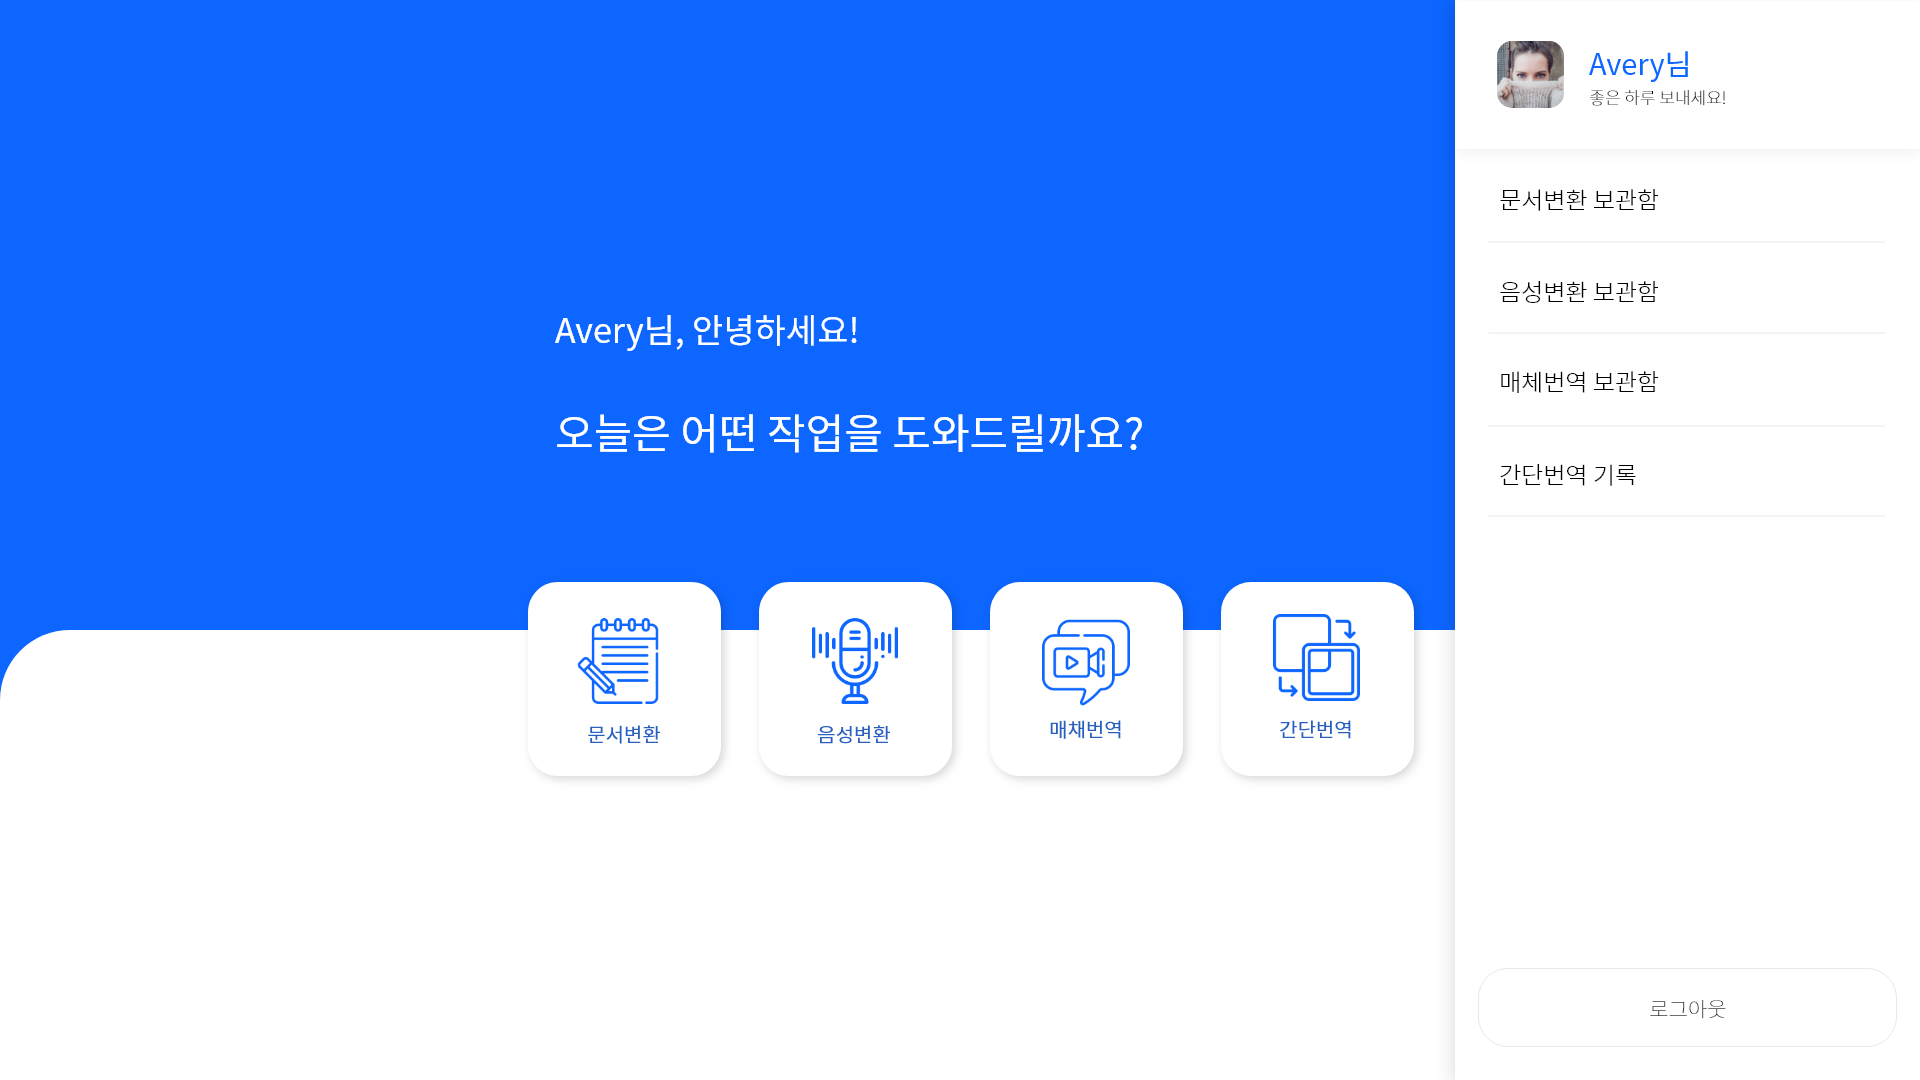 Avery님, 안녕하세요!
오늘은 어떤 작업을 도와드릴까요?
문서변환
음성변환
매채번역
간단번역
Avery님
좋은 하루 보내세요!
문서변환 보관함
음성변환 보관함
매체번역 보관함
간단번역 기록
로그아웃